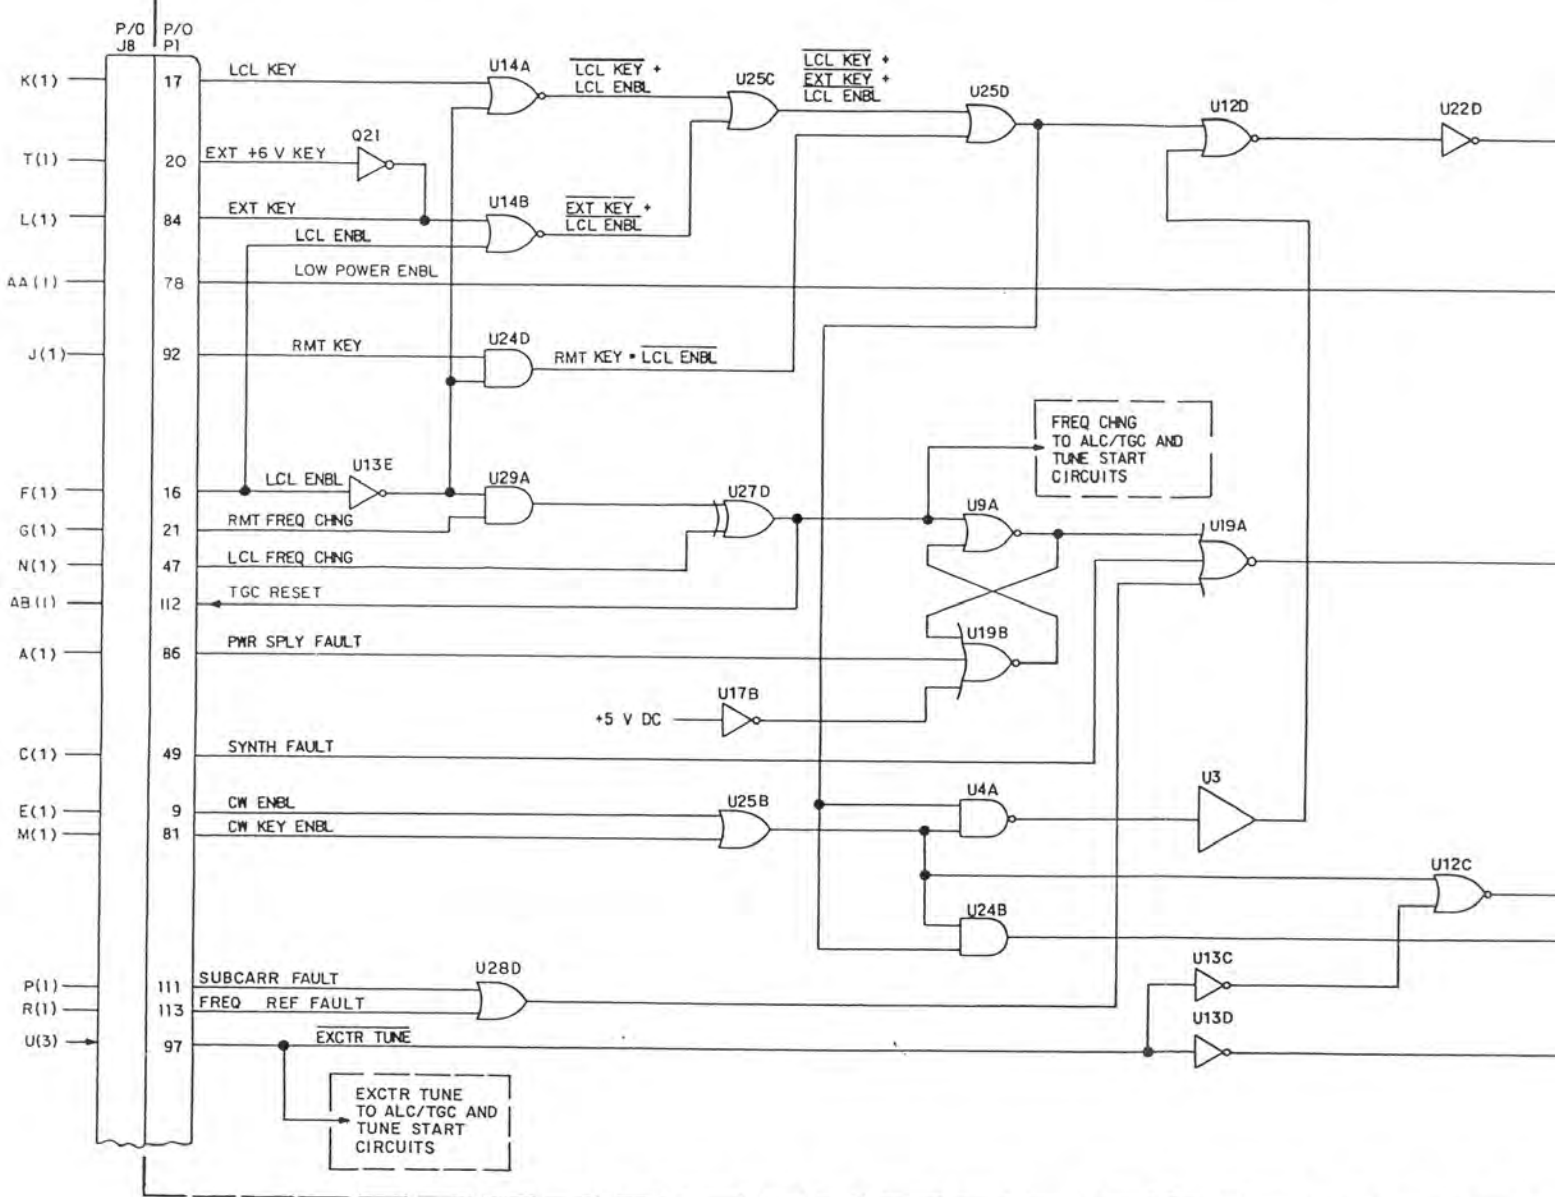 P/O P/O
J8 P1
K(1) 17 LCL KEY
U14A
LCL KEY +
LCL ENBL
U25C
LCL KEY +
EXT KEY +
LCL ENBL
U25D
U12D
U22D
Q21
T(1) 20 EXT +6 V KEY
L(1) 84 EXT KEY
U14B
EXT KEY +
LCL ENBL
LCL ENBL
AA(1) 78 LOW POWER ENBL
J(1) 92 RMT KEY
U24D
RMT KEY • LCL ENBL
FREQ CHNG
TO ALC/TGC AND
TUNE START
CIRCUITS
F(1) 16 LCL ENBL
U13E
U29A
U27D
U9A
U19A
G(1) 21 RMT FREQ CHNG
N(1) 47 LCL FREQ CHNG
AB(1) 112 TGC RESET
A(1) 86 PWR SPLY FAULT
U19B
U17B
+5 V DC
C(1) 49 SYNTH FAULT
E(1) 9 CW ENBL
M(1) 81 CW KEY ENBL
U25B
U4A
U3
U12C
U24B
U13C
P(1) 111 SUBCARR FAULT
U28D
R(1) 113 FREQ REF FAULT
U13D
U(3) 97 EXCTR TUNE
EXCTR TUNE
TO ALC/TGC AND
TUNE START
CIRCUITS